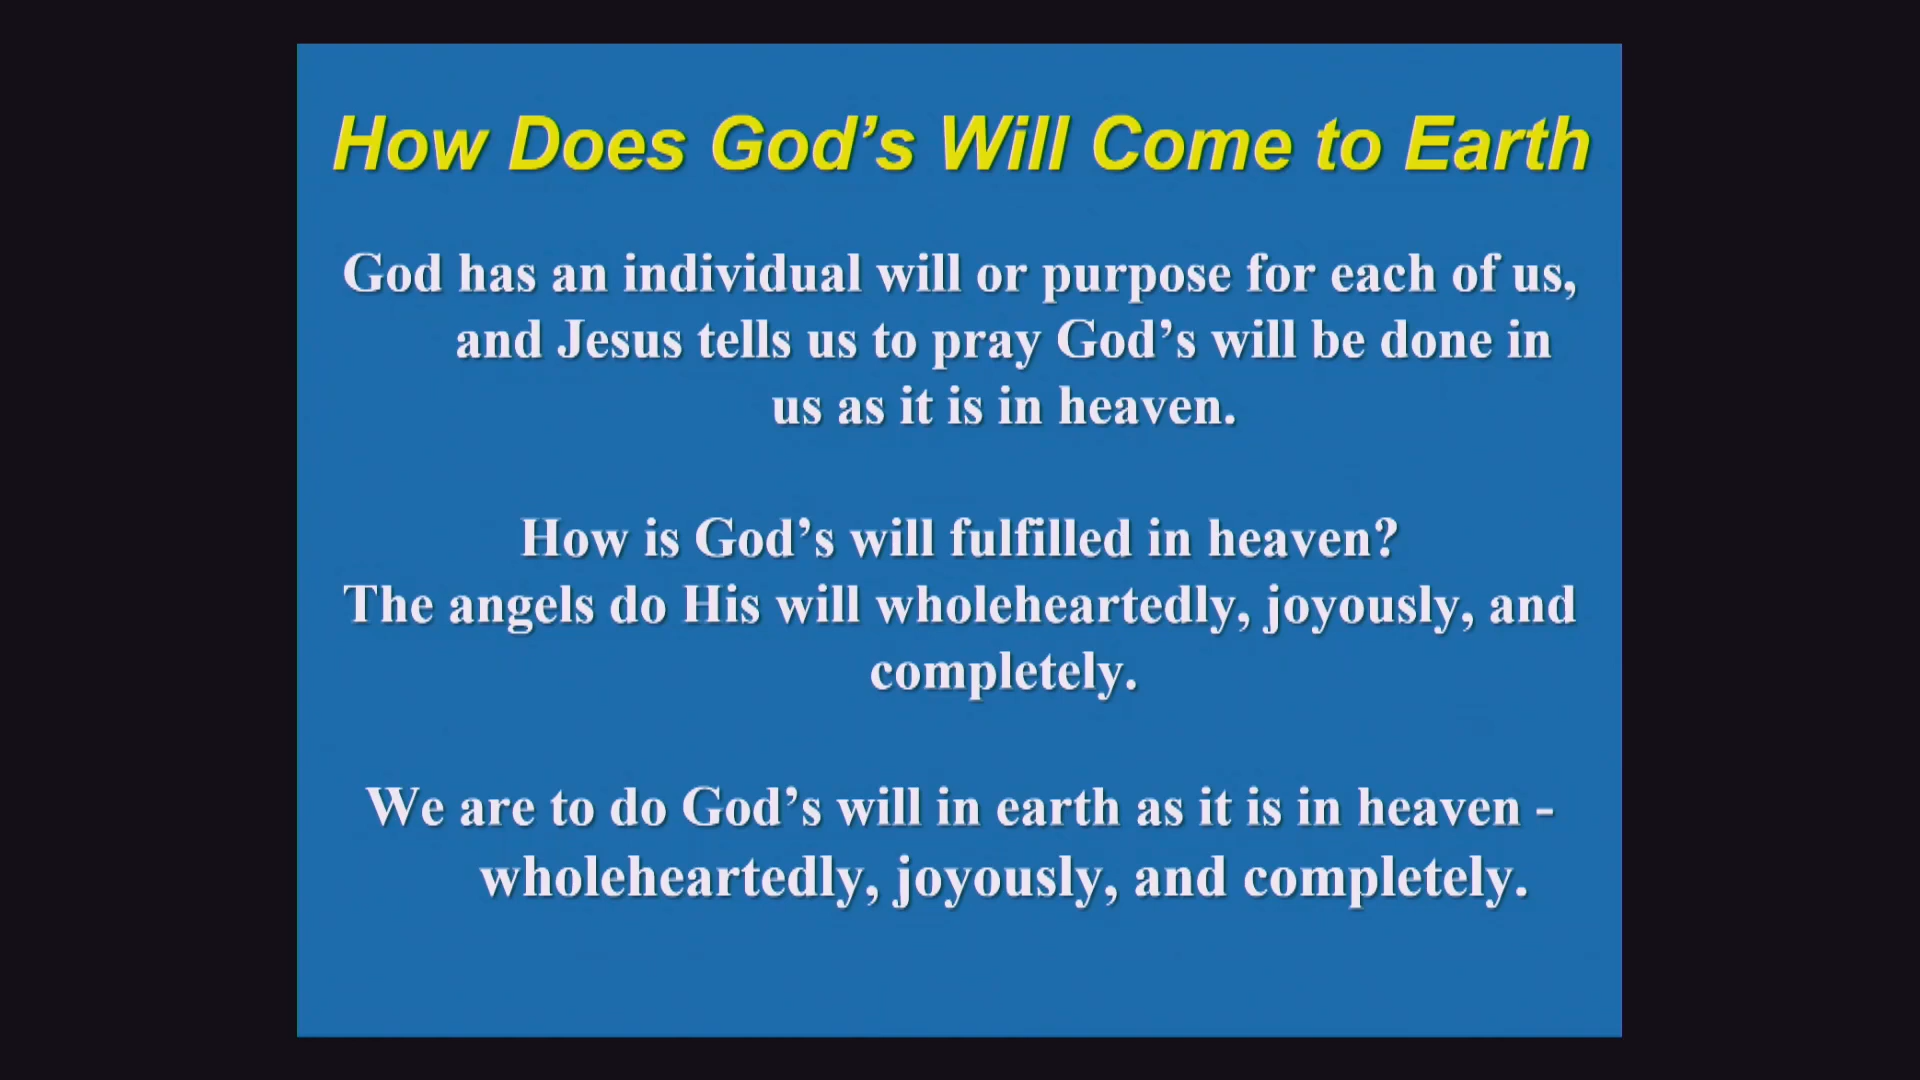 How Does God’s Will Come to Earth
God has an individual will or purpose for each of us,
and Jesus tells us to pray God’s will be done in
us as it is in heaven.
How is God’s will fulfilled in heaven?
The angels do His will wholeheartedly, joyously, and
completely.
We are to do God’s will in earth as it is in heaven -
wholeheartedly, joyously, and completely.